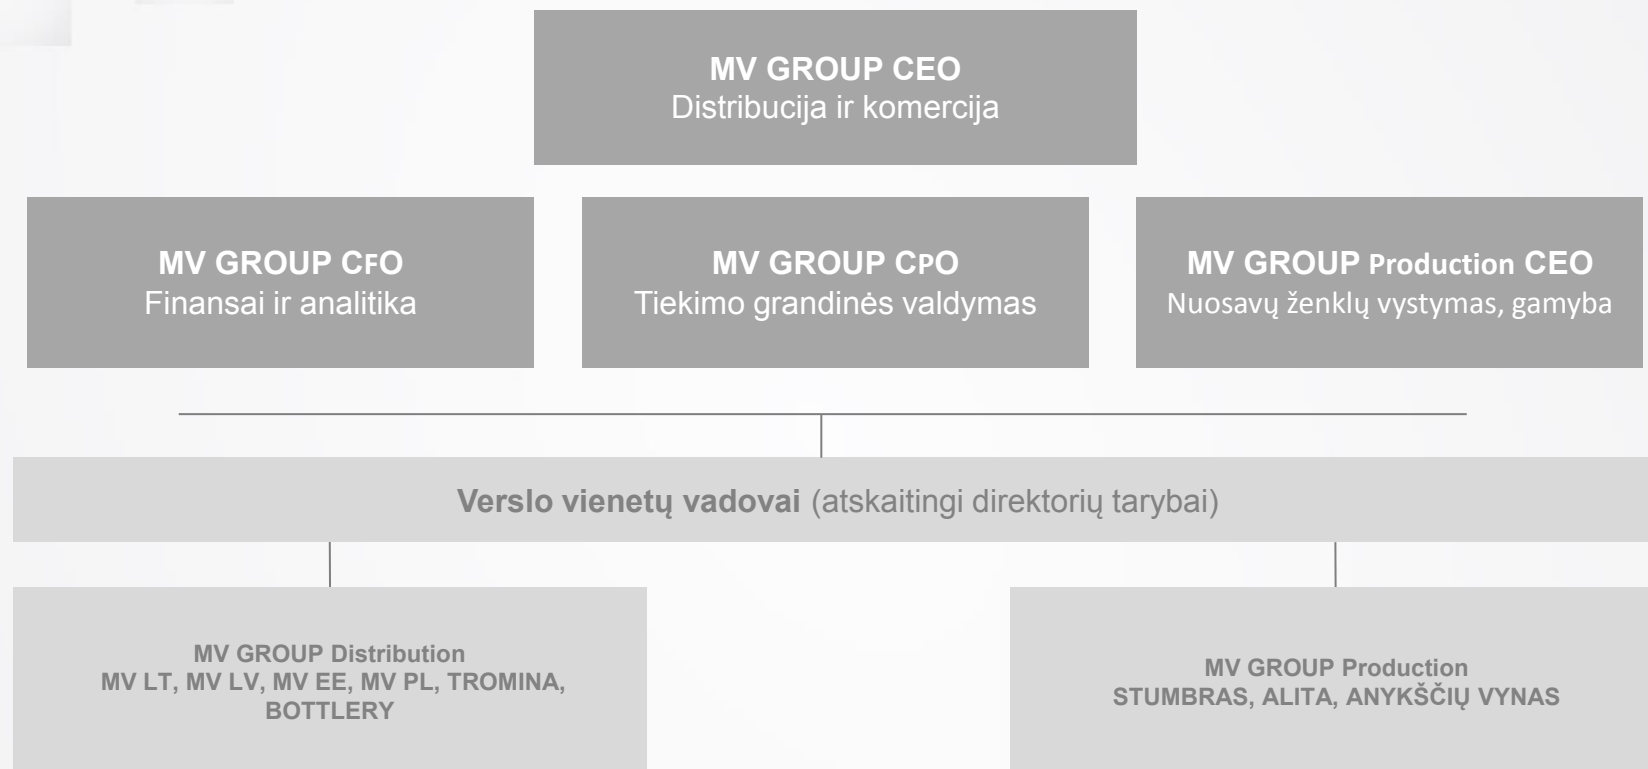 MV GROUP CEO
Distribucija ir komercija
MV GROUP CFO
Finansai ir analitika
MV GROUP CPO
Tiekimo grandinės valdymas
MV GROUP Production CEO
Nuosavų ženklų vystymas, gamyba
Verslo vienetų vadovai (atskaitingi direktorių tarybai)
MV GROUP Distribution
MV LT, MV LV, MV EE, MV PL, TROMINA,
BOTTLERY
MV GROUP Production
STUMBRAS, ALITA, ANYKŠČIŲ VYNAS